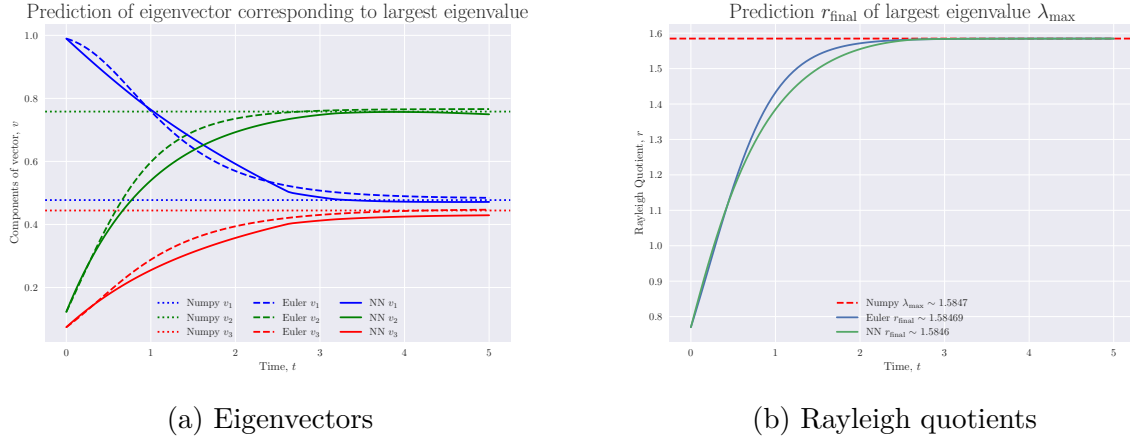 Prediction of eigenvector corresponding to largest eigenvalue
Components of vector, v
1.0
0.8
0.6
0.4
0.2
Numpy v₁
Numpy v₂
Numpy v₃
Euler v₁
Euler v₂
Euler v₃
NN v₁
NN v₂
NN v₃
0 1 2 3 4 5
Time, t
(a) Eigenvectors
Prediction r_final of largest eigenvalue λ_max
Rayleigh Quotient, r
1.6
1.5
1.4
1.3
1.2
1.1
1.0
0.9
0.8
Numpy λ_max ∼ 1.5847
Euler r_final ∼ 1.58469
NN r_final ∼ 1.5846
0 1 2 3 4 5
Time, t
(b) Rayleigh quotients